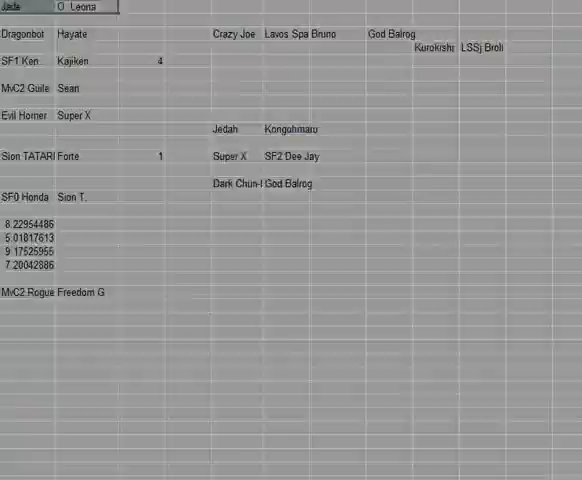 Jade O. Leona
Dragonbot Hayate Crazy Joe Lavos Spa Bruno God Balrog
Kurokishi LSSj Broli
SF1 Ken Kajiken 4
MvC2 Guile Sean
Evil Homer Super X
Jedah Kongohmaru
Sion TATARI Forte 1 Super X SF2 Dee Jay
Dark Chun-l God Balrog
SF0 Honda Sion T.
8.22954486
5.01817613
9.17525955
7.20042886
MvC2 Rogue Freedom G